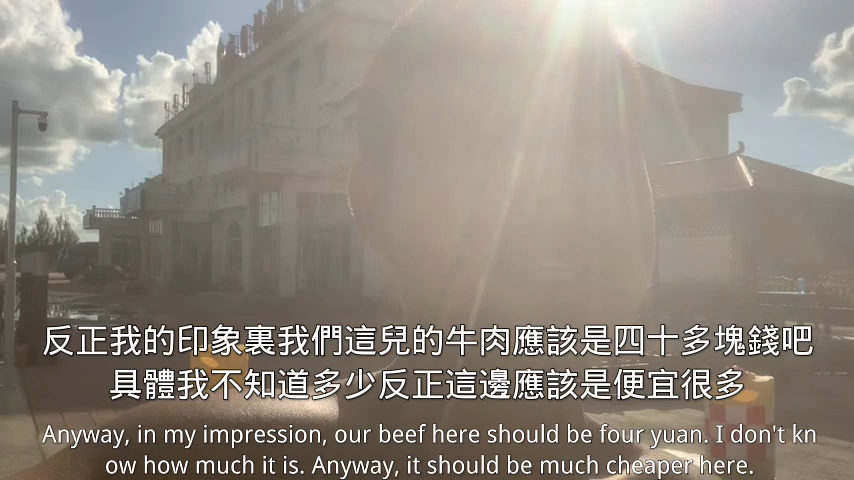 反正我的印象裏我們這兒的牛肉應該是四十多塊錢吧
具體我不知道多少反正這邊應該是便宜很多
Anyway, in my impression, our beef here should be four yuan. I don't kn
ow how much it is. Anyway, it should be much cheaper here.